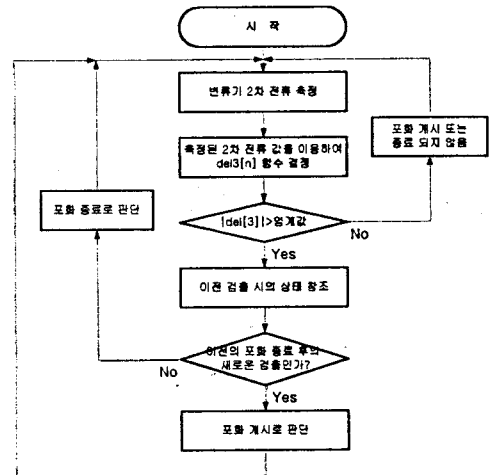 시 작
변류기 2차 전류 측정
측정된 2차 전류 값을 이용하여
del3[n] 함수 결정
포화 개시 또는
종료 되지 않음
포화 종료로 판단
|del[3]|>임계값
No
Yes
이전 검출 시의 상태 참조
이전의 포화 종료 후의
새로운 검출인가?
No
Yes
포화 개시로 판단